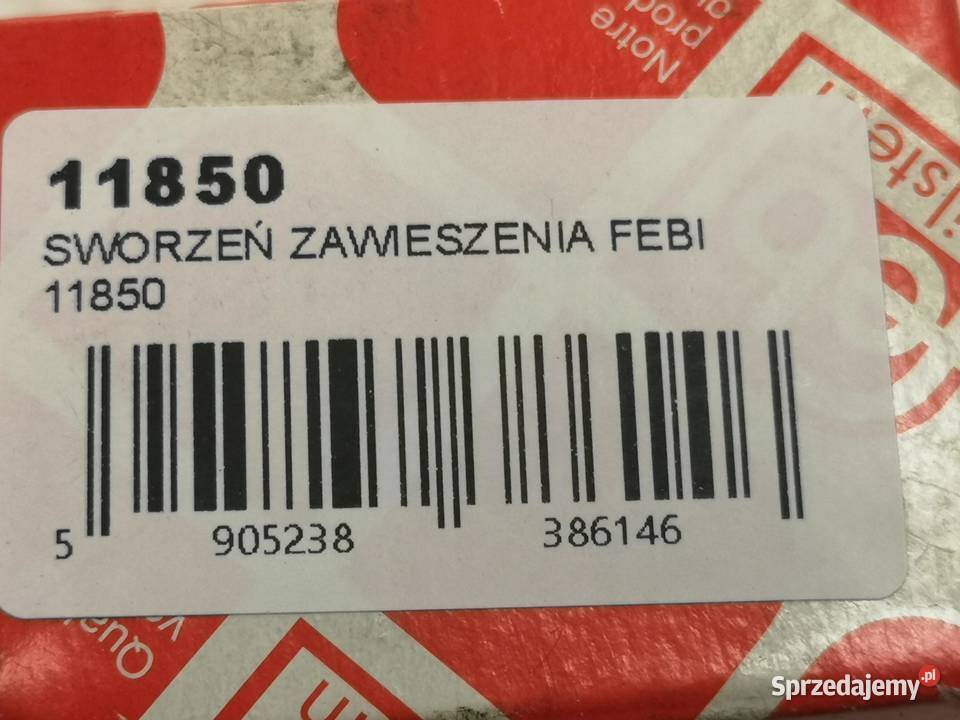 Notre
prod
11850
SWORZEŃ ZAWIESZENIA FEBI
11850
5 905238 386146
Sprzedajemy.pl